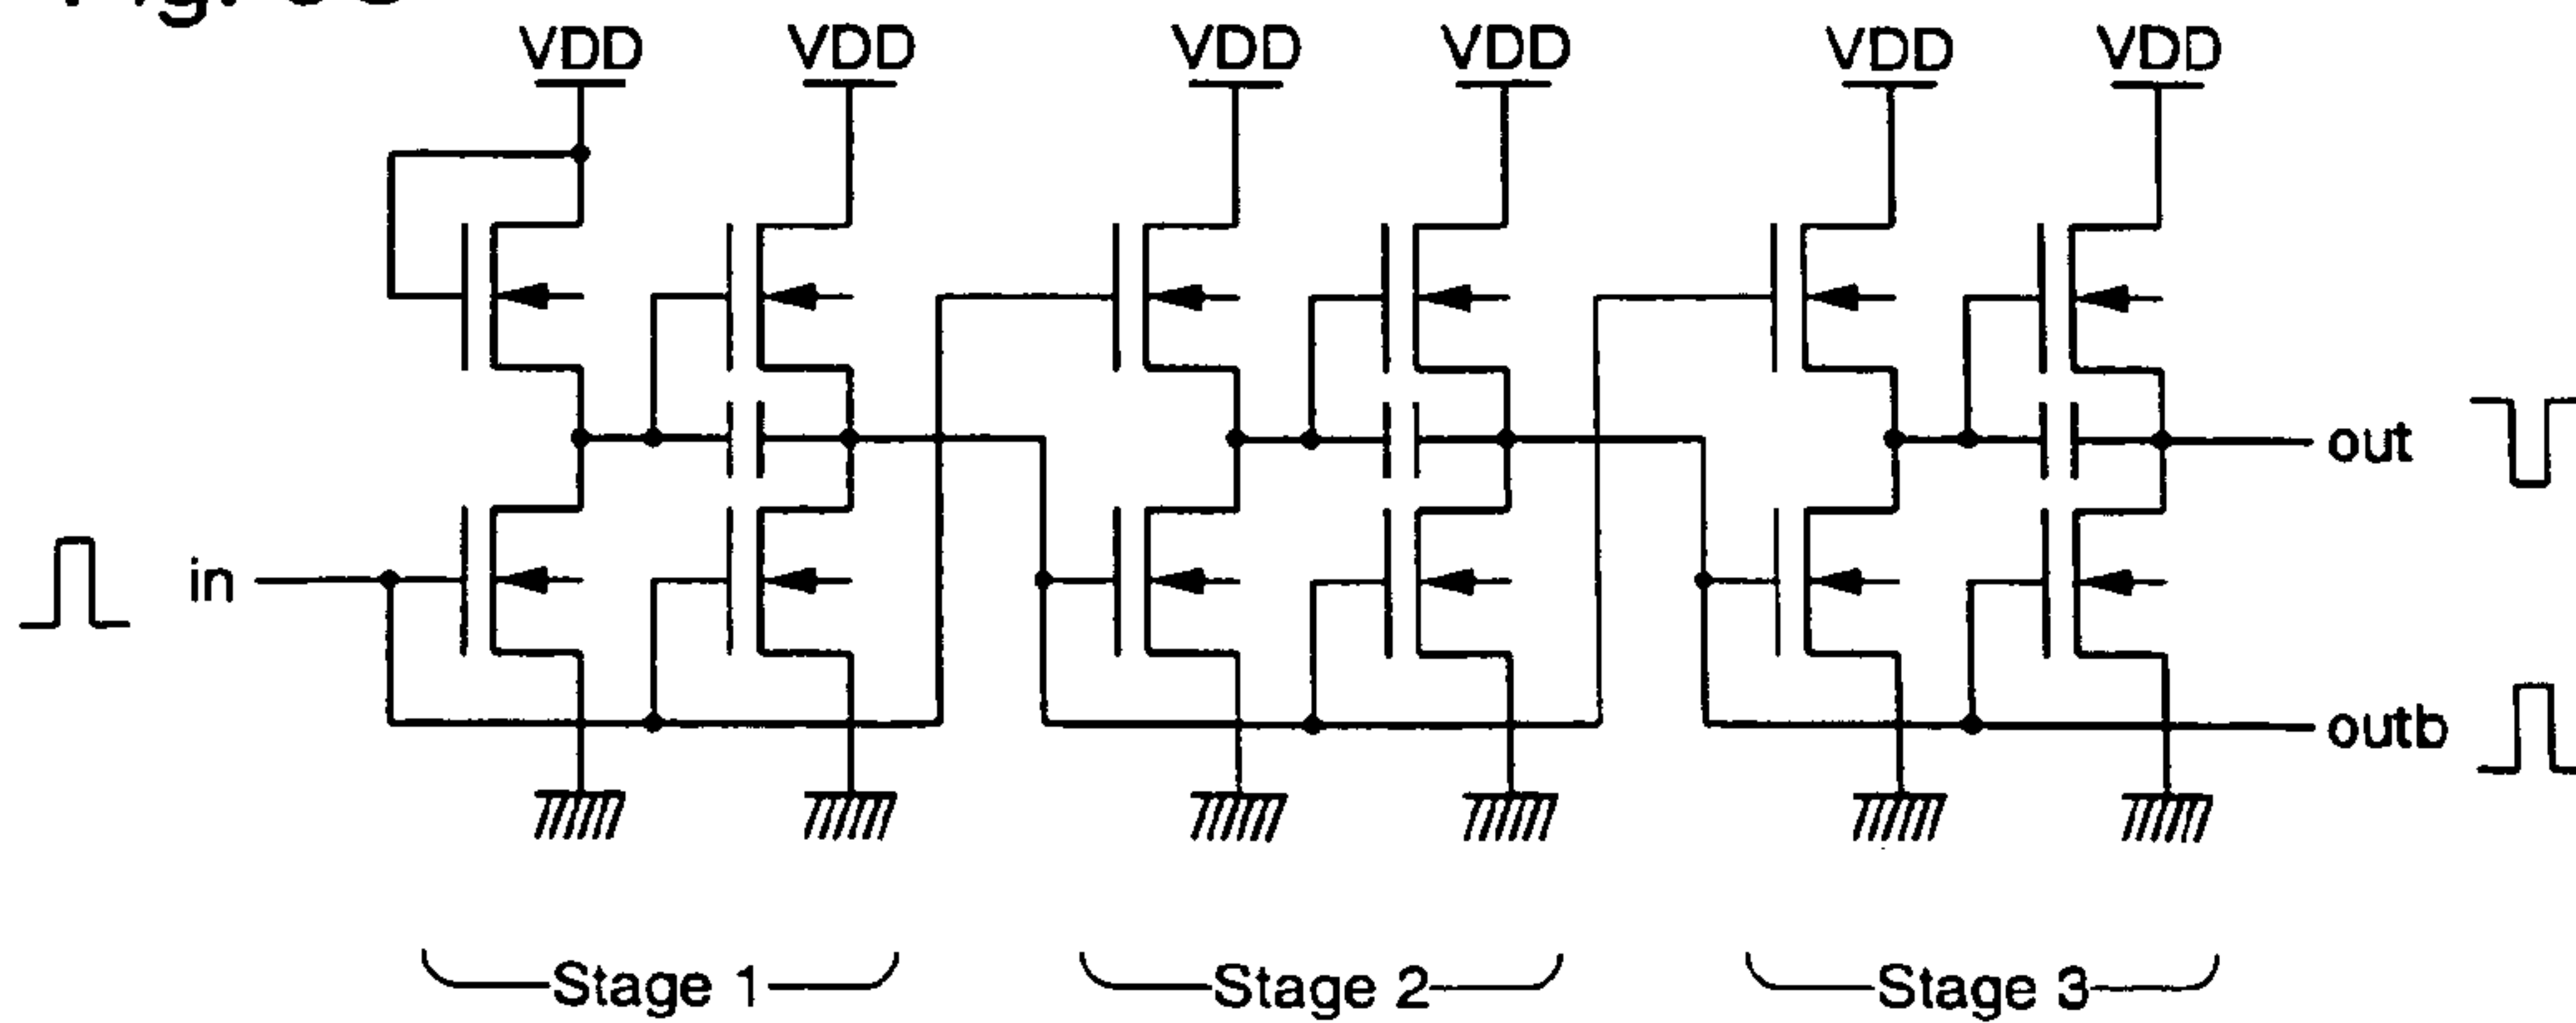 VDD VDD VDD VDD VDD VDD
out
in
outb
Stage 1 Stage 2 Stage 3